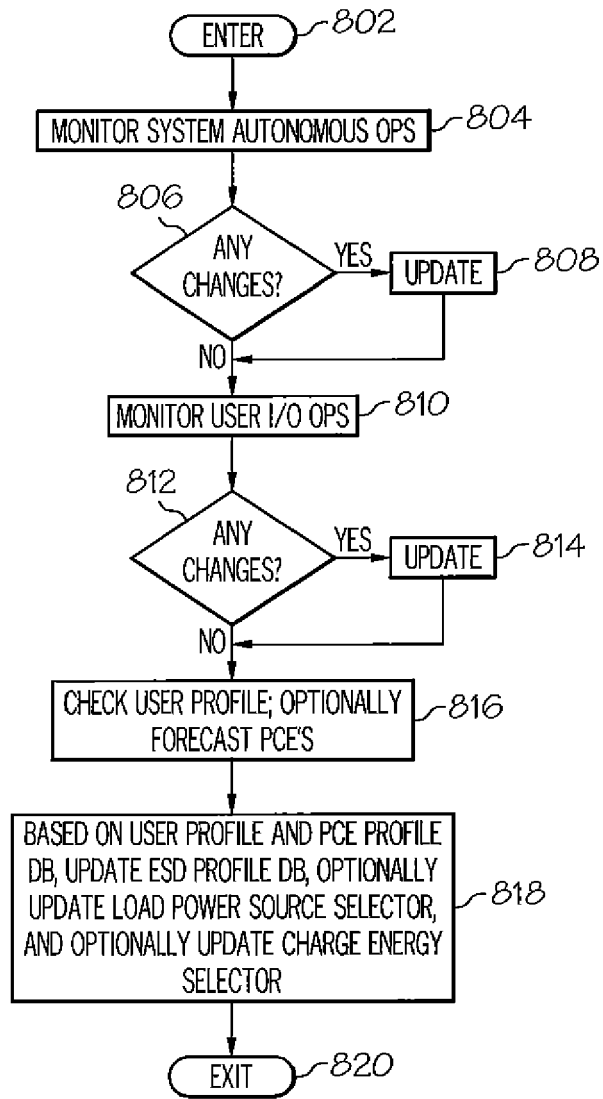 ENTER
802
MONITOR SYSTEM AUTONOMOUS OPS
804
806
ANY
CHANGES?
YES
UPDATE
808
NO
MONITOR USER I/O OPS
810
812
ANY
CHANGES?
YES
UPDATE
814
NO
CHECK USER PROFILE; OPTIONALLY
FORECAST PCE'S
816
BASED ON USER PROFILE AND PCE PROFILE
DB, UPDATE ESD PROFILE DB, OPTIONALLY
UPDATE LOAD POWER SOURCE SELECTOR,
AND OPTIONALLY UPDATE CHARGE ENERGY
SELECTOR
818
EXIT
820